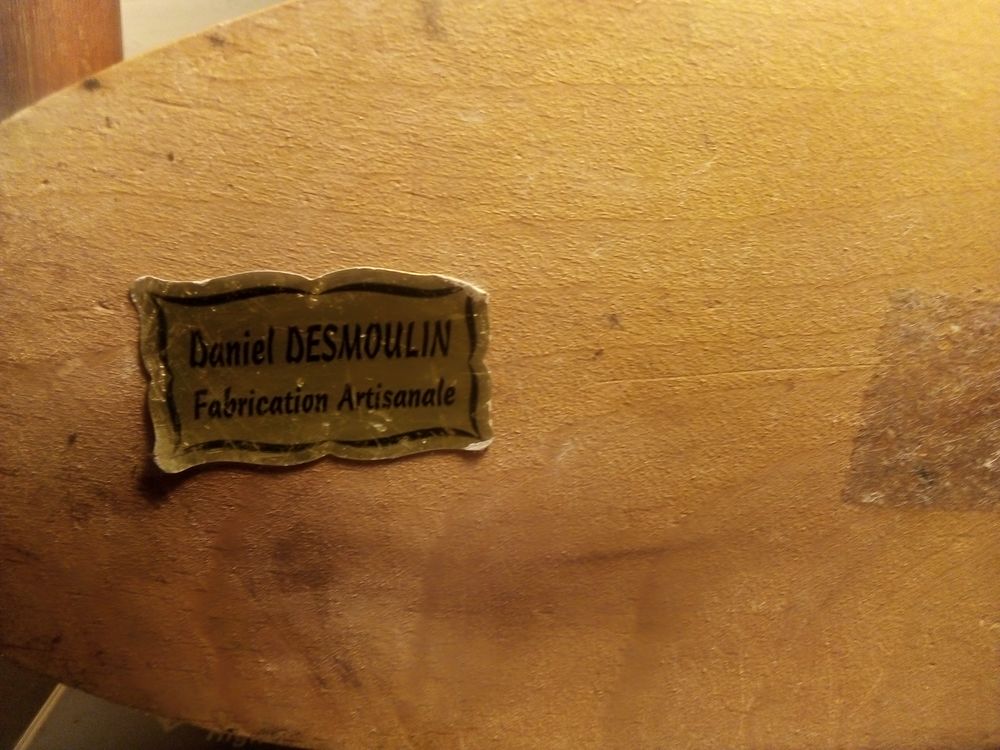 Daniel DESMOULIN
Fabrication Artisanale